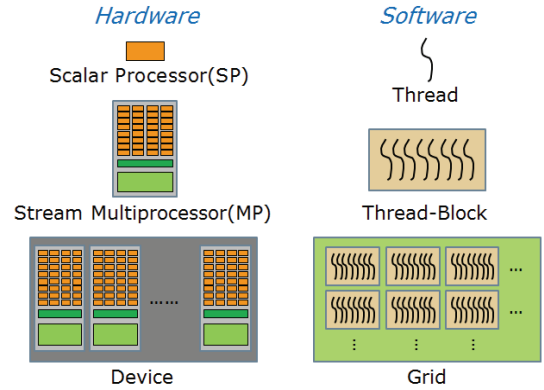 Hardware
Software
Scalar Processor(SP)
Thread
Stream Multiprocessor(MP)
Thread-Block
......
...
...
Device
Grid